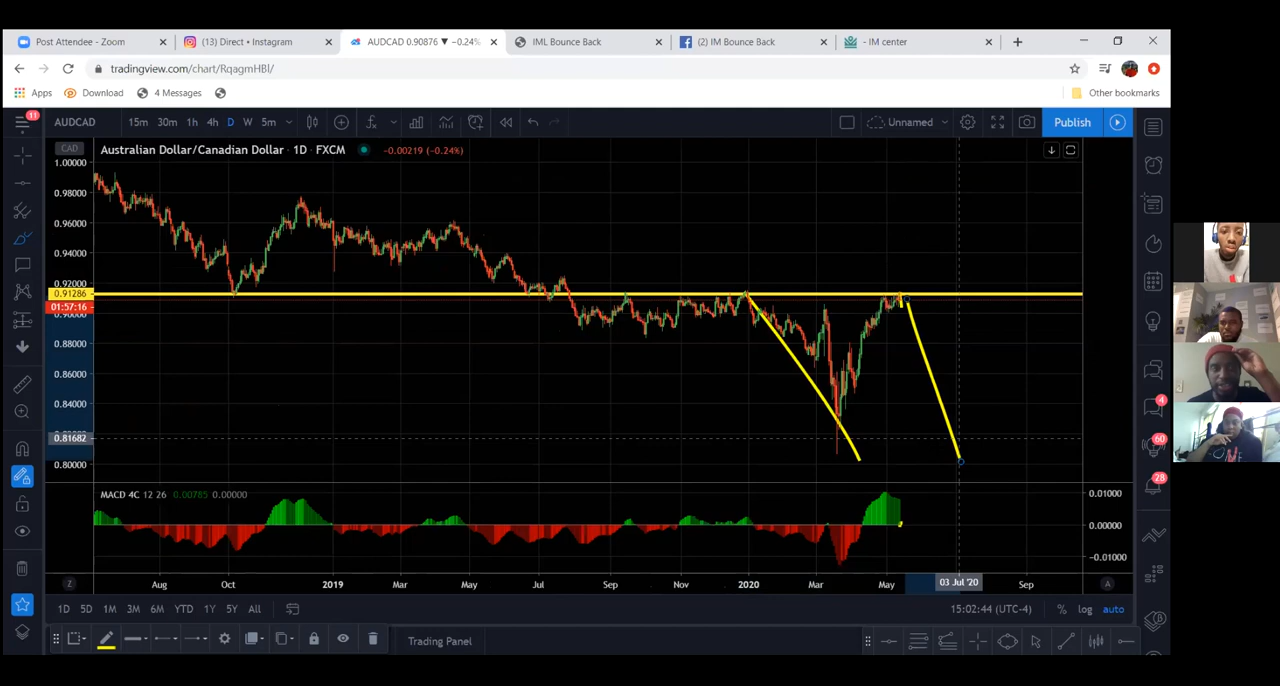 Post Attendee - Zoom
(13) Direct • Instagram
AUDCAD 0.90876 ▼ −0.24%
IML Bounce Back
(2) IM Bounce Back
- IM center
tradingview.com/chart/RqagmHBl/
Apps
Download
4 Messages
Other bookmarks
11
AUDCAD
15m 30m 1h 4h D W 5m
Unnamed
Publish
CAD
Australian Dollar/Canadian Dollar · 1D · FXCM
−0.00219 (−0.24%)
1.00000
0.98000
0.96000
0.94000
0.92000
0.91286
01:57:16
0.90000
0.88000
0.86000
0.84000
0.81682
0.80000
4
60
28
MACD 4C 12 26 0.00785 0.00000
0.01000
0.00000
−0.01000
Z
Aug Oct 2019 Mar May Jul Sep Nov 2020 Mar May 03 Jul '20 Sep
A
1D 5D 1M 3M 6M YTD 1Y 5Y All
15:02:44 (UTC-4)
% log auto
Trading Panel